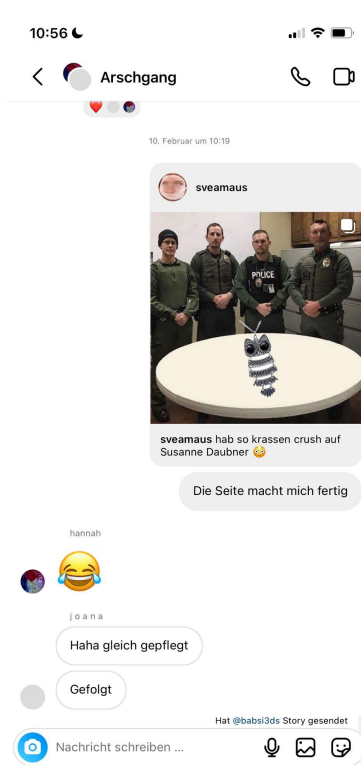 10:56
Arschgang
10. Februar um 10:19
sveamaus
POLICE
sveamaus hab so krassen crush auf
Susanne Daubner 😳
Die Seite macht mich fertig
hannah
😂
j o a n a
Haha gleich gepflegt
Gefolgt
Hat @babsi3ds Story gesendet
Nachricht schreiben ...